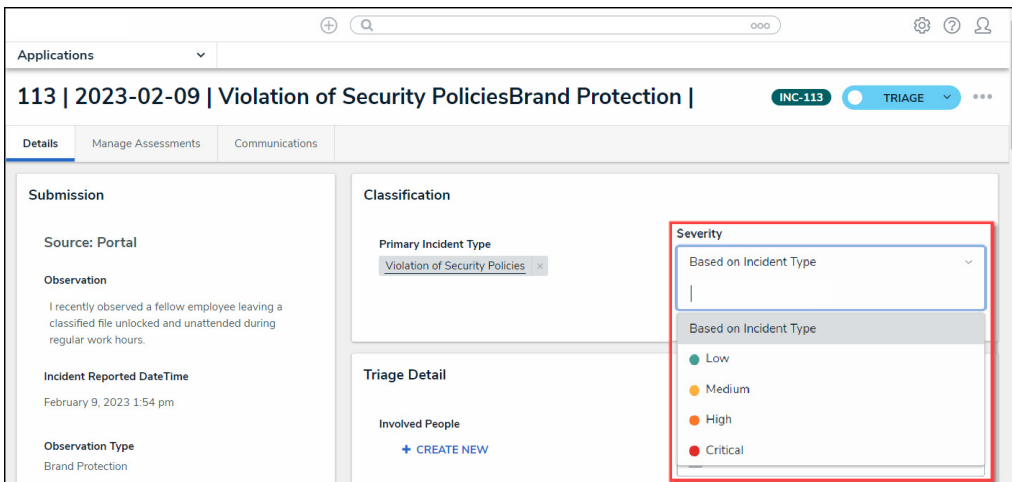 Applications
113 | 2023-02-09 | Violation of Security PoliciesBrand Protection |
INC-113
TRIAGE
Details
Manage Assessments
Communications
Submission
Source: Portal
Observation
I recently observed a fellow employee leaving a
classified file unlocked and unattended during
regular work hours.
Incident Reported DateTime
February 9, 2023 1:54 pm
Observation Type
Brand Protection
Classification
Primary Incident Type
Violation of Security Policies ×
Severity
Based on Incident Type
Based on Incident Type
Low
Medium
High
Critical
Triage Detail
Involved People
+ CREATE NEW